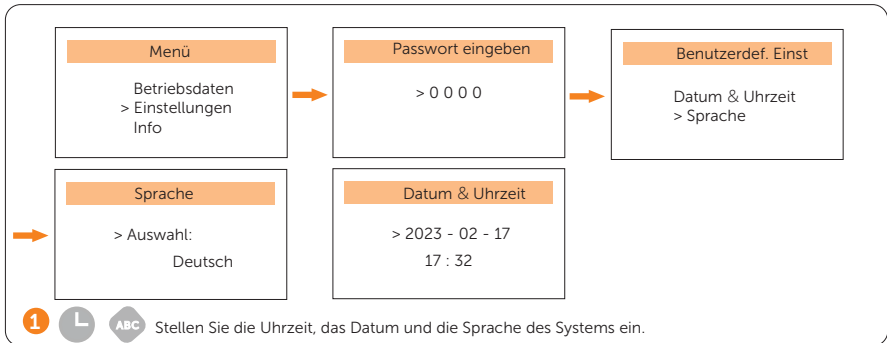 Menü
Betriebsdaten
> Einstellungen
Info
Passwort eingeben
> 0 0 0 0
Benutzerdef. Einst
Datum & Uhrzeit
> Sprache
Sprache
> Auswahl:
Deutsch
Datum & Uhrzeit
> 2023 - 02 - 17
17 : 32
1 ABC Stellen Sie die Uhrzeit, das Datum und die Sprache des Systems ein.